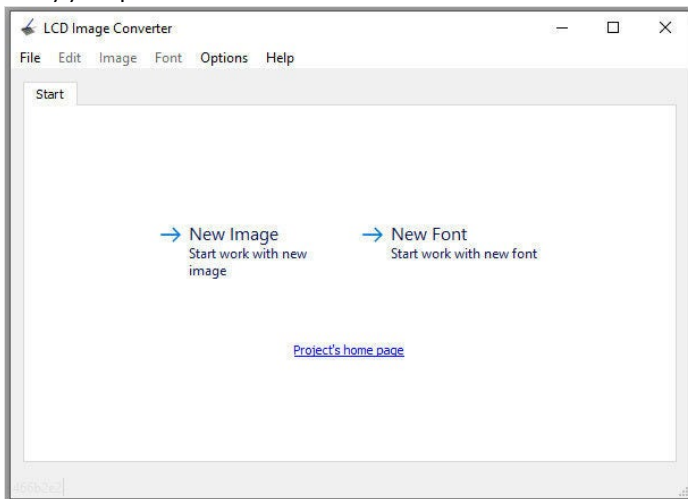 LCD Image Converter
File Edit Image Font Options Help
Start
New Image
Start work with new
image
New Font
Start work with new font
Project's home page
466b2e2